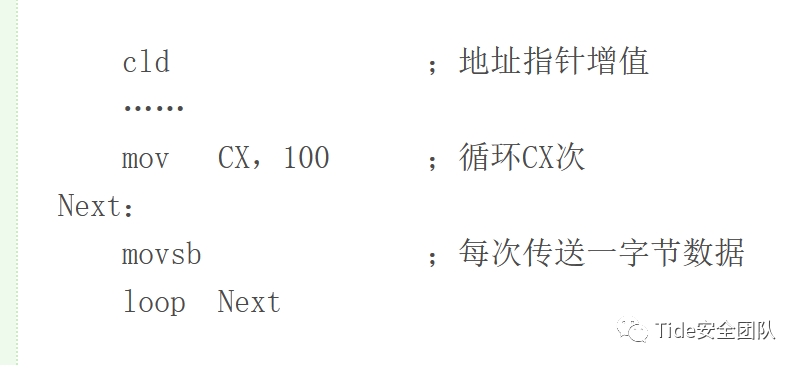 cld ；地址指针增值
……
mov CX，100 ；循环CX次
Next：
movsb ；每次传送一字节数据
loop Next
Tide安全团队